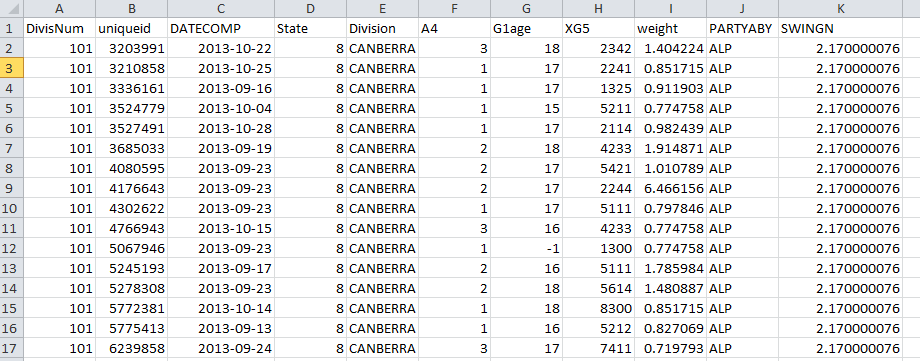 A B C D E F G H I J K
1 DivisNum uniqueid DATECOMP State Division A4 G1age XG5 weight PARTYABY SWINGN
2 101 3203991 2013-10-22 8 CANBERRA 3 18 2342 1.404224 ALP 2.170000076
3 101 3210858 2013-10-25 8 CANBERRA 1 17 2241 0.851715 ALP 2.170000076
4 101 3336161 2013-09-16 8 CANBERRA 1 17 1325 0.911903 ALP 2.170000076
5 101 3524779 2013-10-04 8 CANBERRA 1 15 5211 0.774758 ALP 2.170000076
6 101 3527491 2013-10-28 8 CANBERRA 1 17 2114 0.982439 ALP 2.170000076
7 101 3685033 2013-09-19 8 CANBERRA 2 18 4233 1.914871 ALP 2.170000076
8 101 4080595 2013-09-23 8 CANBERRA 2 17 5421 1.010789 ALP 2.170000076
9 101 4176643 2013-09-23 8 CANBERRA 2 17 2244 6.466156 ALP 2.170000076
10 101 4302622 2013-09-23 8 CANBERRA 1 17 5111 0.797846 ALP 2.170000076
11 101 4766943 2013-10-15 8 CANBERRA 3 16 4233 0.774758 ALP 2.170000076
12 101 5067946 2013-09-23 8 CANBERRA 1 -1 1300 0.774758 ALP 2.170000076
13 101 5245193 2013-09-17 8 CANBERRA 2 16 5111 1.785984 ALP 2.170000076
14 101 5278308 2013-09-23 8 CANBERRA 2 18 5614 1.480887 ALP 2.170000076
15 101 5772381 2013-10-14 8 CANBERRA 1 18 8300 0.851715 ALP 2.170000076
16 101 5775413 2013-09-13 8 CANBERRA 1 16 5212 0.827069 ALP 2.170000076
17 101 6239858 2013-09-24 8 CANBERRA 3 17 7411 0.719793 ALP 2.170000076